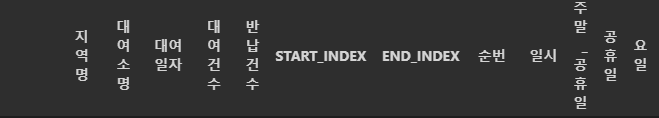 지역명
대여소명
대여일자
대여건수
반납건수
START_INDEX
END_INDEX
순번
일시
주말_공휴일
공휴일
요일